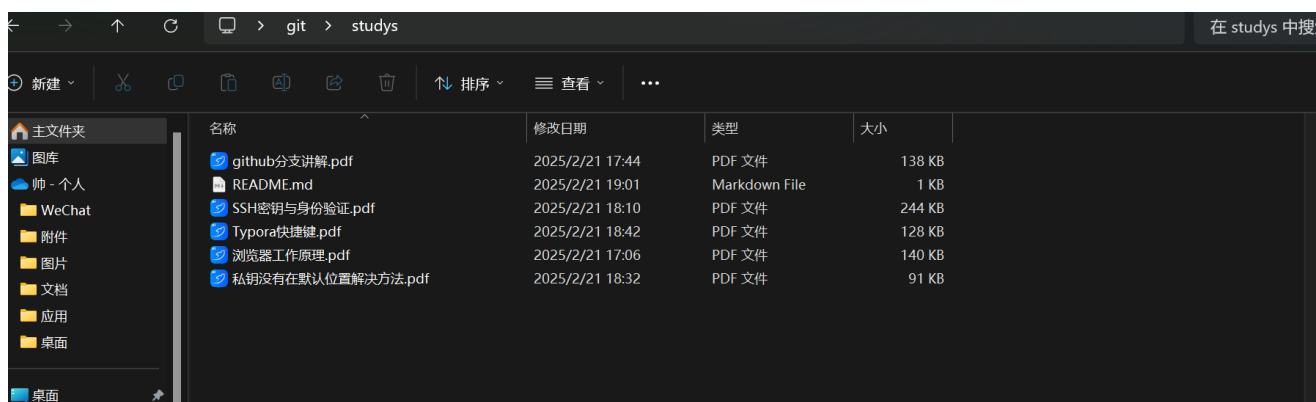 git > studys
在 studys 中搜
新建
排序
查看
主文件夹
图库
帅 - 个人
WeChat
附件
图片
文档
应用
桌面
桌面
名称 修改日期 类型 大小
github分支讲解.pdf 2025/2/21 17:44 PDF 文件 138 KB
README.md 2025/2/21 19:01 Markdown File 1 KB
SSH密钥与身份验证.pdf 2025/2/21 18:10 PDF 文件 244 KB
Typora快捷键.pdf 2025/2/21 18:42 PDF 文件 128 KB
浏览器工作原理.pdf 2025/2/21 17:06 PDF 文件 140 KB
私钥没有在默认位置解决方法.pdf 2025/2/21 18:32 PDF 文件 91 KB